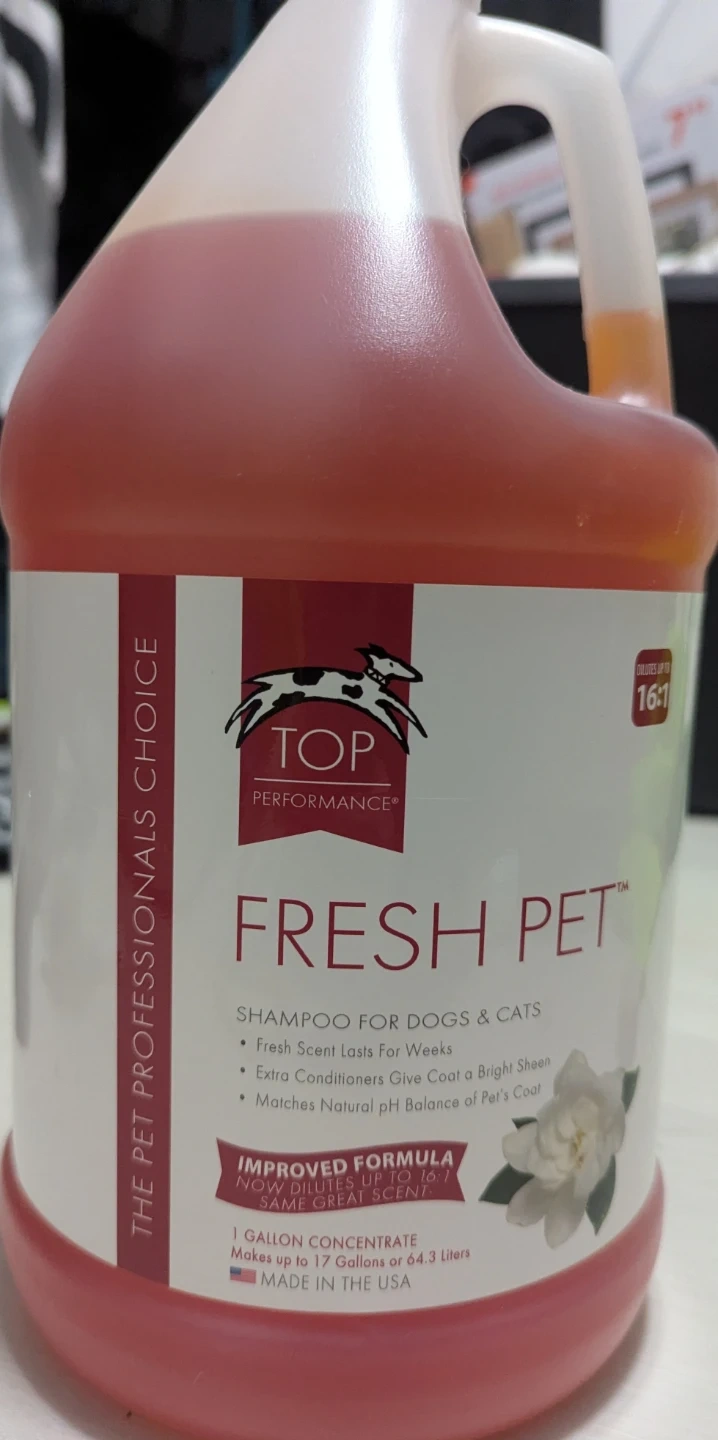 THE PET PROFESSIONALS CHOICE
TOP
PERFORMANCE®
DILUTES UP TO
16:1
FRESH PET™
SHAMPOO FOR DOGS & CATS
• Fresh Scent Lasts For Weeks
• Extra Conditioners Give Coat a Bright Sheen
• Matches Natural pH Balance of Pet's Coat
IMPROVED FORMULA
NOW DILUTES UP TO 16:1
SAME GREAT SCENT
1 GALLON CONCENTRATE
Makes up to 17 Gallons or 64.3 Liters
MADE IN THE USA